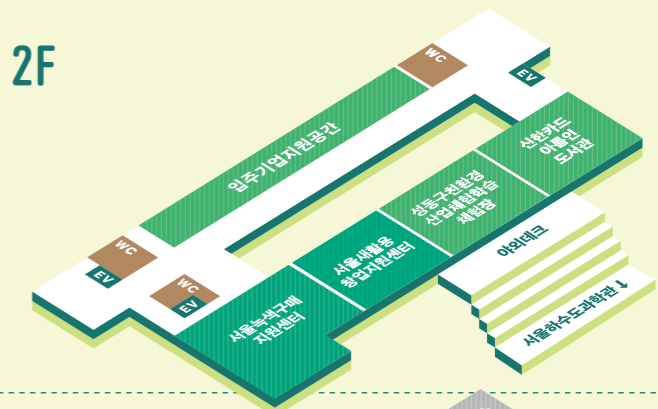 2F
WC
EV
입주기업지원공간
신한카드
아름인
도서관
성동구친환경
산업체험학습
체험장
서울새활용
창업지원센터
야외데크
WC
EV
WC
EV
서울녹색구매
지원센터
서울하수도과학관